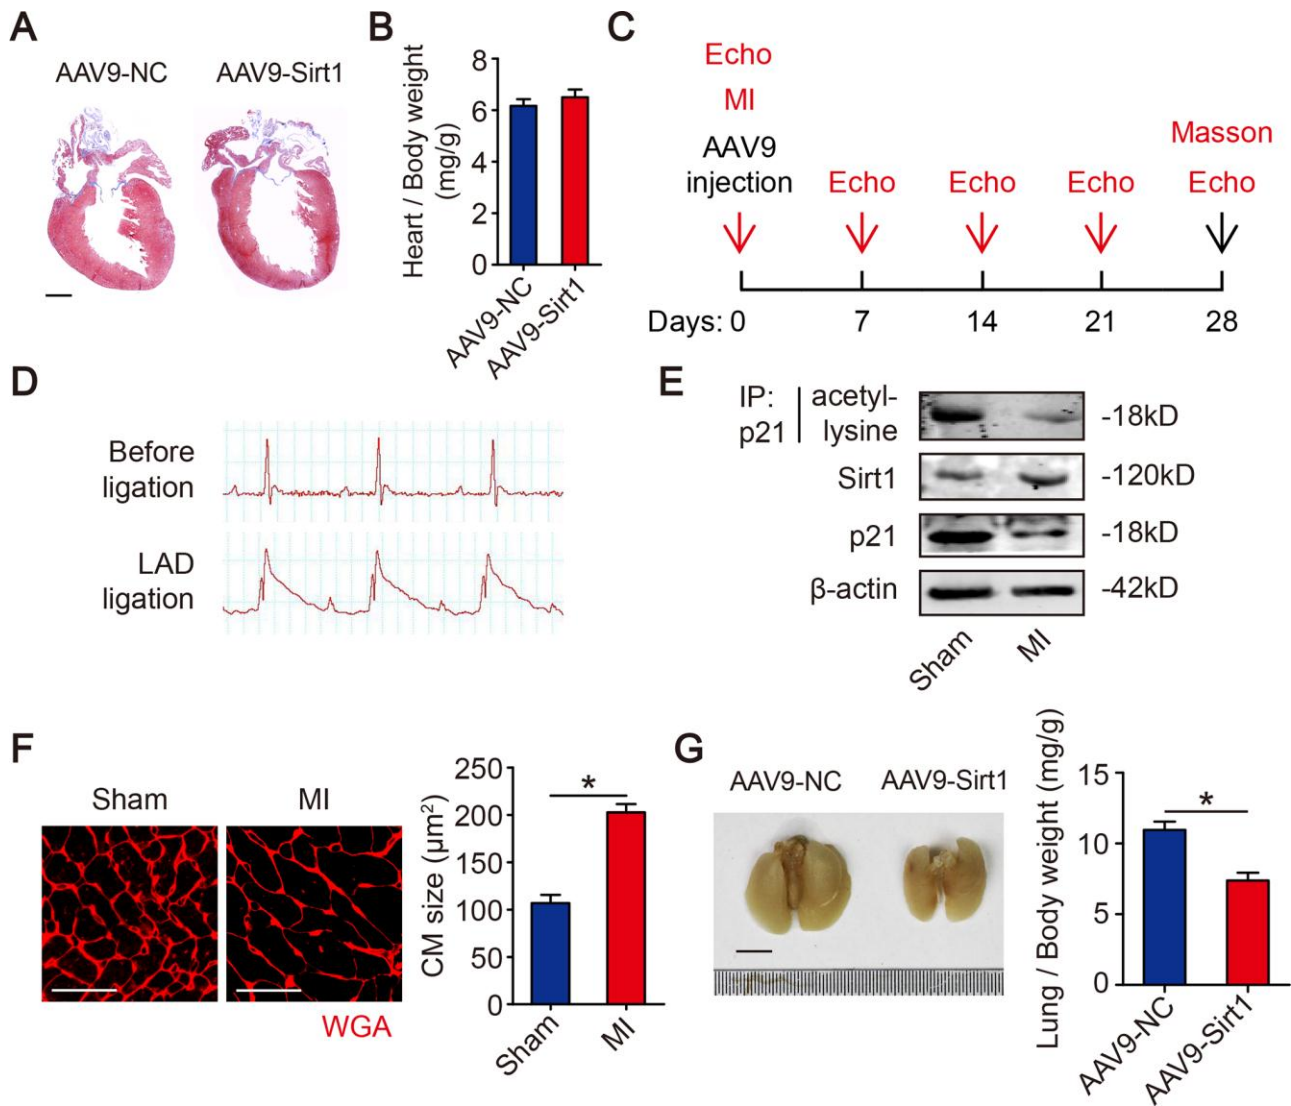 A
AAV9-NC
AAV9-Sirt1
B
Heart / Body weight
(mg/g)
8
6
4
2
0
AAV9-NC
AAV9-Sirt1
C
Echo
MI
AAV9
injection
Echo
Echo
Echo
Masson
Echo
Days: 0
7
14
21
28
D
Before
ligation
LAD
ligation
E
IP:
p21
acetyl-
lysine
-18kD
Sirt1
-120kD
p21
-18kD
β-actin
-42kD
Sham
MI
F
Sham
MI
WGA
CM size (μm²)
250
200
150
100
50
0
*
Sham
MI
G
AAV9-NC
AAV9-Sirt1
Lung / Body weight (mg/g)
15
10
5
0
*
AAV9-NC
AAV9-Sirt1